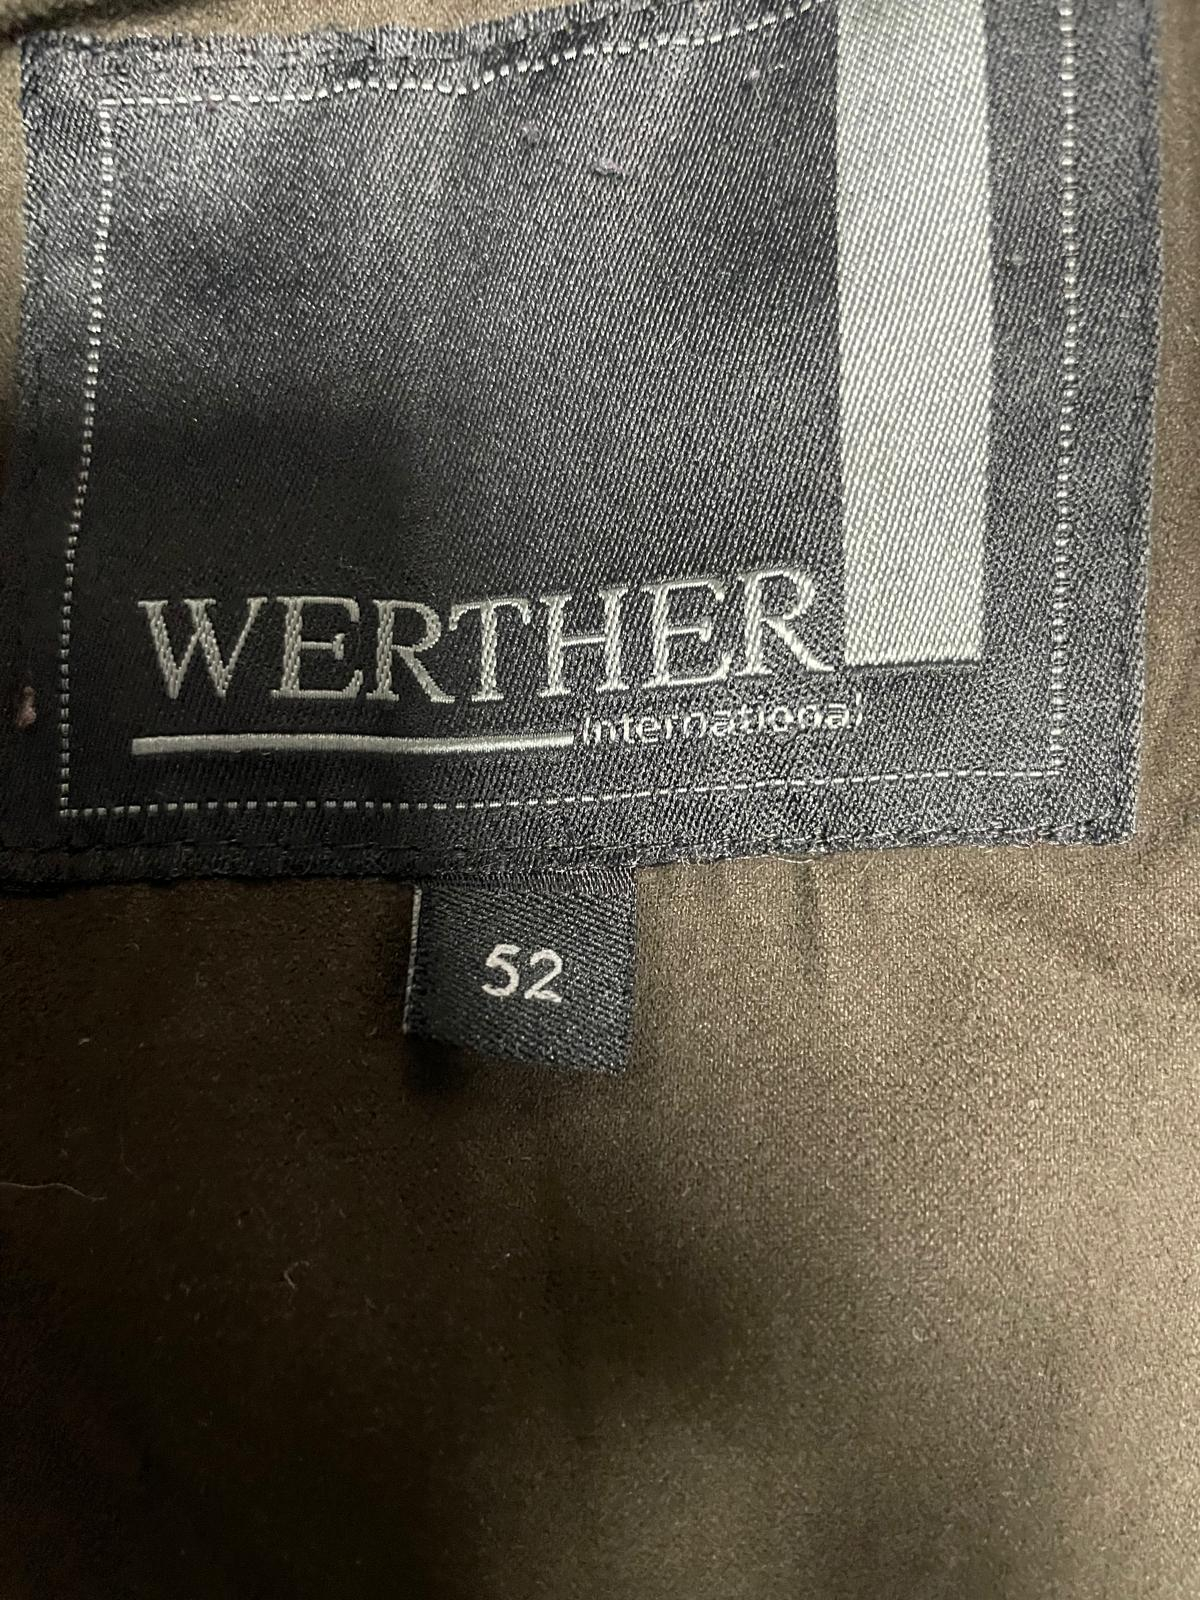 WERTHER
international
52